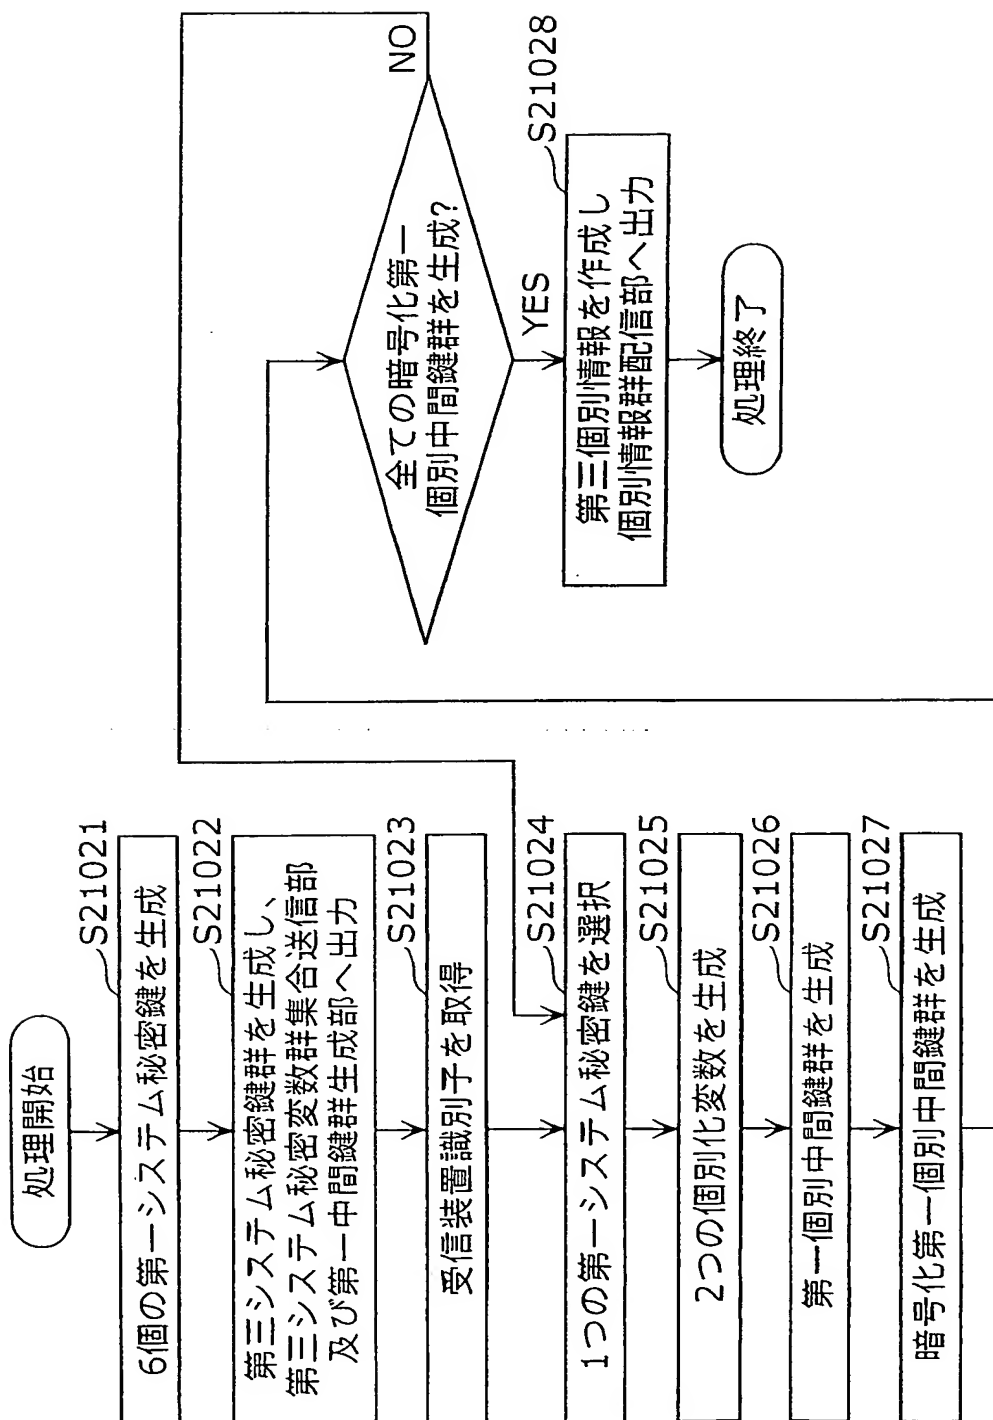 処理開始
S21021
6個の第一システム秘密鍵を生成
S21022
第三システム秘密鍵群を生成し、
第三システム秘密変数群集合送信部
及び第一中間鍵群生成部へ出力
S21023
受信装置識別子を取得
S21024
1つの第一システム秘密鍵を選択
S21025
2つの個別化変数を生成
S21026
第一個別中間鍵群を生成
S21027
暗号化第一個別中間鍵群を生成
全ての暗号化第一
個別中間鍵群を生成?
NO
YES
S21028
第三個別情報を作成し
個別情報群配信部へ出力
処理終了